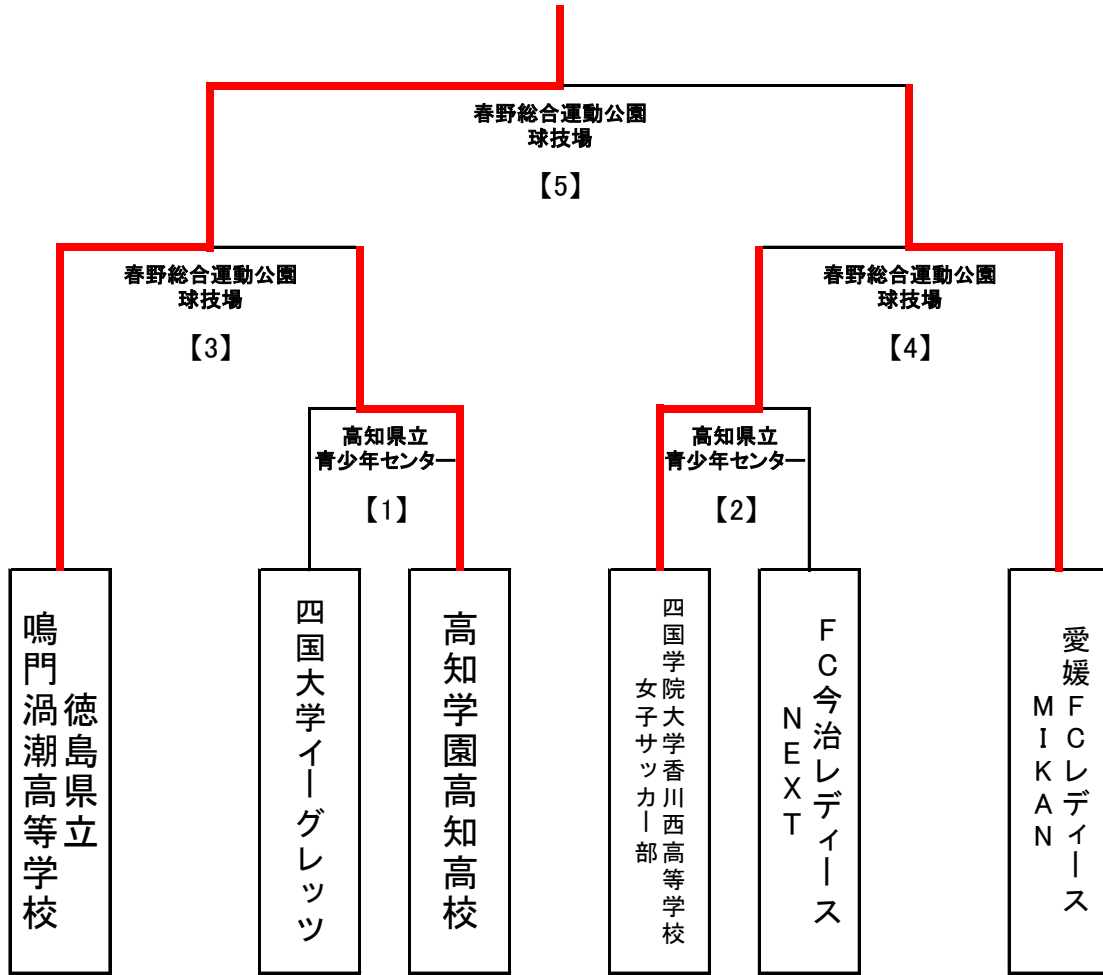 春野総合運動公園
球技場
【5】
春野総合運動公園
球技場
【3】
春野総合運動公園
球技場
【4】
高知県立
青少年センター
【1】
高知県立
青少年センター
【2】
徳島県立
鳴門渦潮高等学校
四国大学イーグレッツ
高知学園高知高校
四国学院大学香川西高等学校
女子サッカー部
FC今治レディース
NEXT
愛媛FCレディース
MIKAN